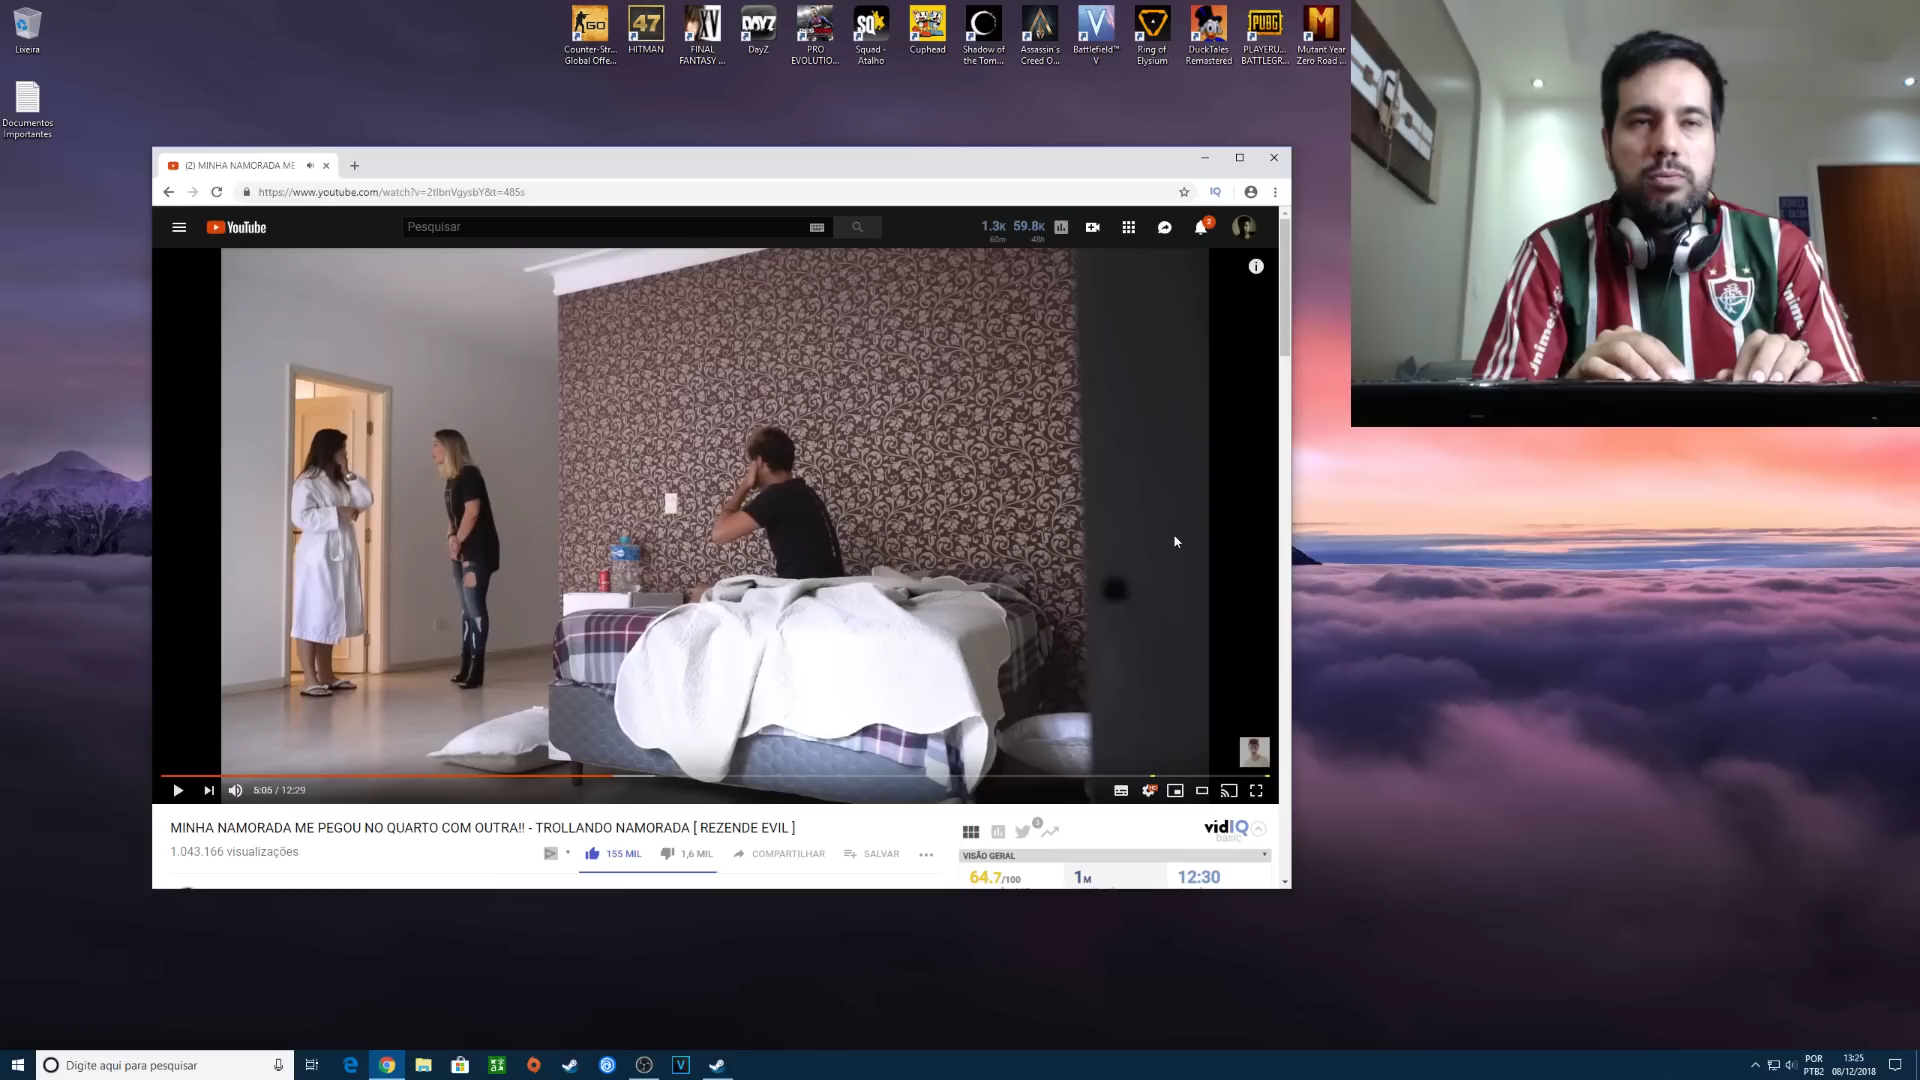 Lixeira
Documentos
Importantes
Counter-Str...
Global Offe...
HITMAN
FINAL
FANTASY ...
DayZ
PRO
EVOLUTIO...
Squad -
Atalho
Cuphead
Shadow of
the Tom...
Assassin's
Creed O...
Battlefield™
V
Ring of
Elysium
DuckTales
Remastered
PLAYERU...
BATTLEGR...
Mutant Year
Zero Road ...
(2) MINHA NAMORADA ME
https://www.youtube.com/watch?v=2tlbnVgysbY&t=485s
IQ
YouTube
Pesquisar
1.3K
60m
59.8K
48h
2
5:05 / 12:29
MINHA NAMORADA ME PEGOU NO QUARTO COM OUTRA!! - TROLLANDO NAMORADA [ REZENDE EVIL ]
1.043.166 visualizações
155 MIL
1,6 MIL
COMPARTILHAR
SALVAR
3
vidIQ
basic
VISÃO GERAL
64.7/100
1M
12:30
Digite aqui para pesquisar
POR
PTB2
13:25
08/12/2018